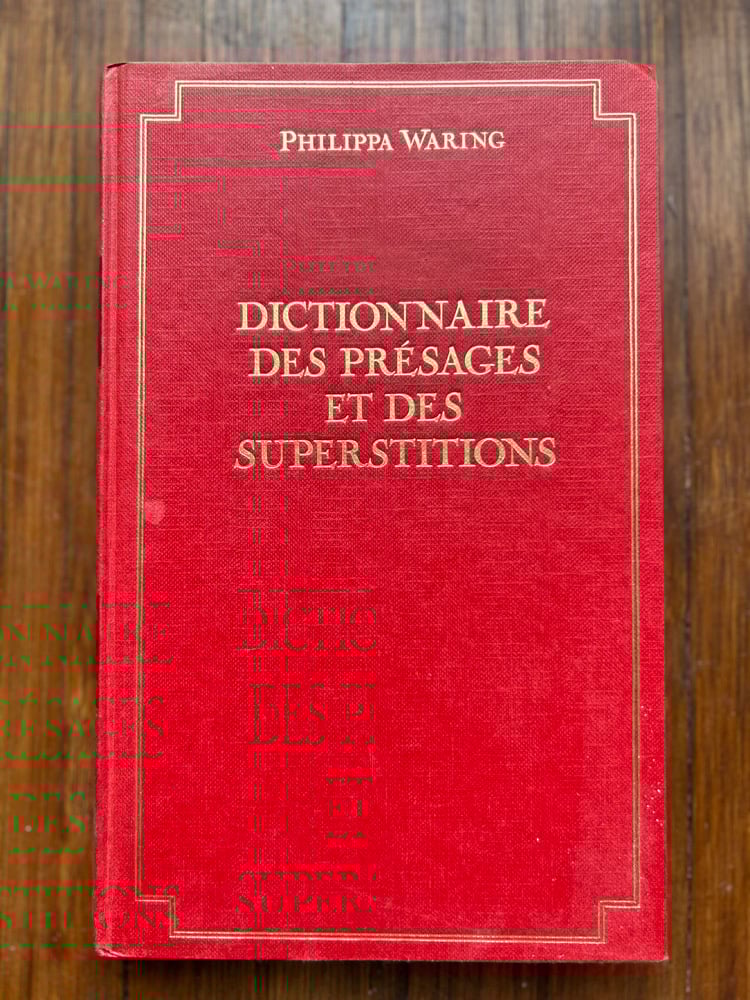 PHILIPPA WARING
DICTIONNAIRE
DES PRÉSAGES
ET DES
SUPERSTITIONS